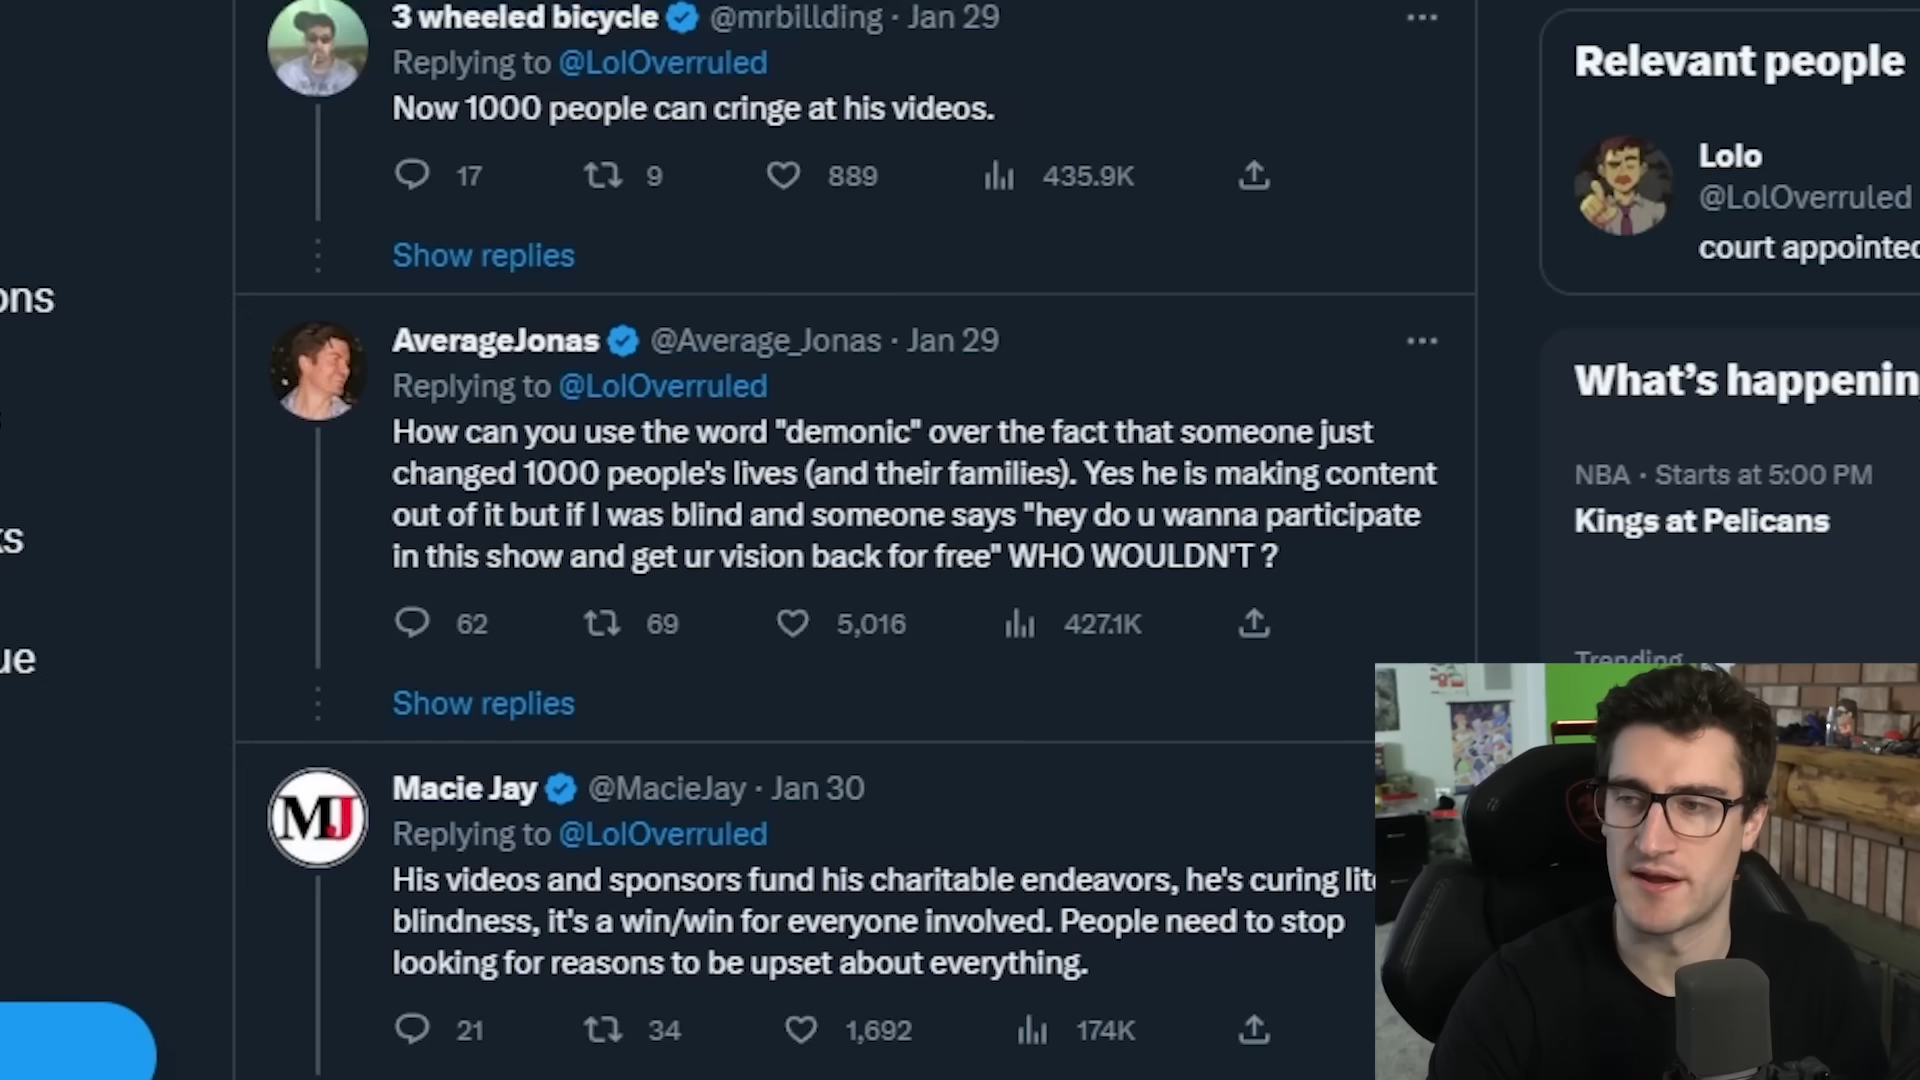 3 wheeled bicycle @mrbillding · Jan 29
Replying to @LolOverruled
Now 1000 people can cringe at his videos.
17 9 889 435.9K
Show replies
AverageJonas @Average_Jonas · Jan 29
Replying to @LolOverruled
How can you use the word "demonic" over the fact that someone just
changed 1000 people's lives (and their families). Yes he is making content
out of it but if I was blind and someone says "hey do u wanna participate
in this show and get ur vision back for free" WHO WOULDN'T ?
62 69 5,016 427.1K
Show replies
MJ
Macie Jay @MacieJay · Jan 30
Replying to @LolOverruled
His videos and sponsors fund his charitable endeavors, he's curing
blindness, it's a win/win for everyone involved. People need to stop
looking for reasons to be upset about everything.
21 34 1,692 174K
Relevant people
Lolo
@LolOverruled
court appointed
What's happenin
NBA · Starts at 5:00 PM
Kings at Pelicans
Trending
ons
ue